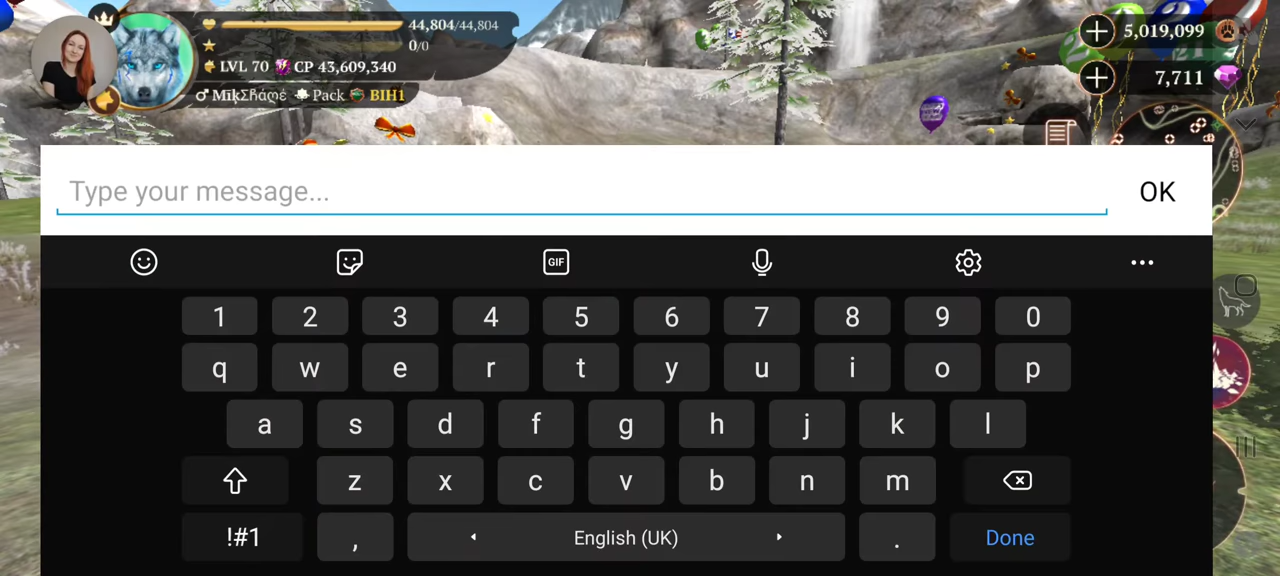 44,804/44,804
0/0
LVL 70 CP 43,609,340
Pack BIH1
5,019,099
7,711
Type your message...
OK
GIF
1 2 3 4 5 6 7 8 9 0
q w e r t y u i o p
a s d f g h j k l
z x c v b n m
!#1 , English (UK) . Done